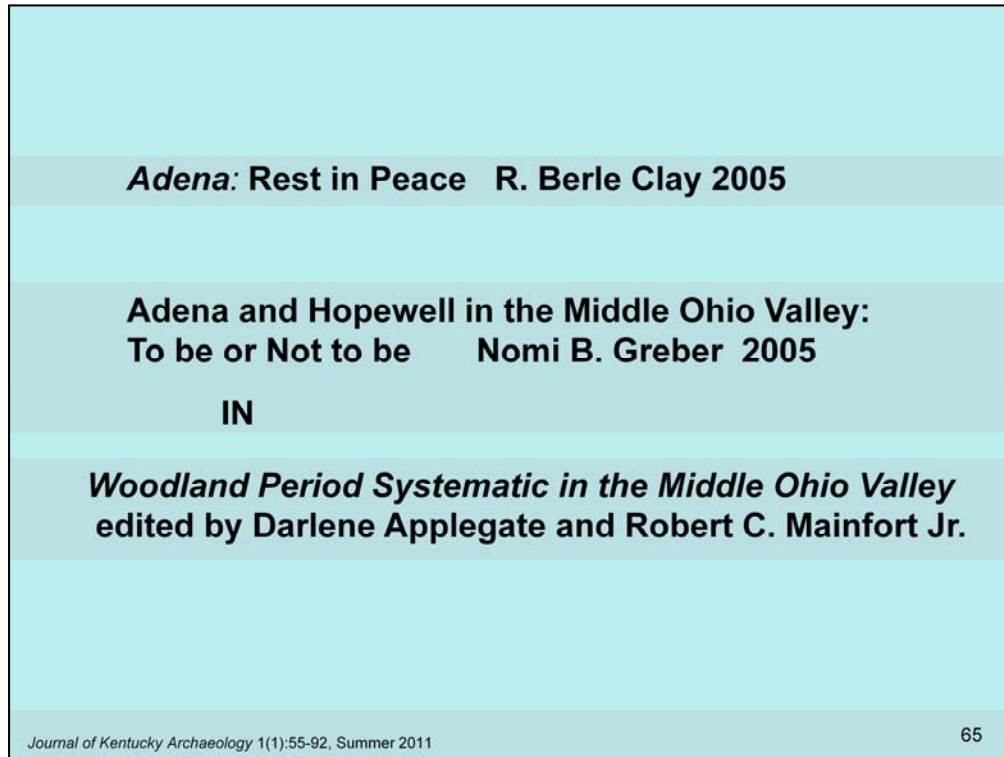 Adena: Rest in Peace R. Berle Clay 2005
Adena and Hopewell in the Middle Ohio Valley:
To be or Not to be Nomi B. Greber 2005
IN
Woodland Period Systematic in the Middle Ohio Valley
edited by Darlene Applegate and Robert C. Mainfort Jr.
Journal of Kentucky Archaeology 1(1):55-92, Summer 2011
65